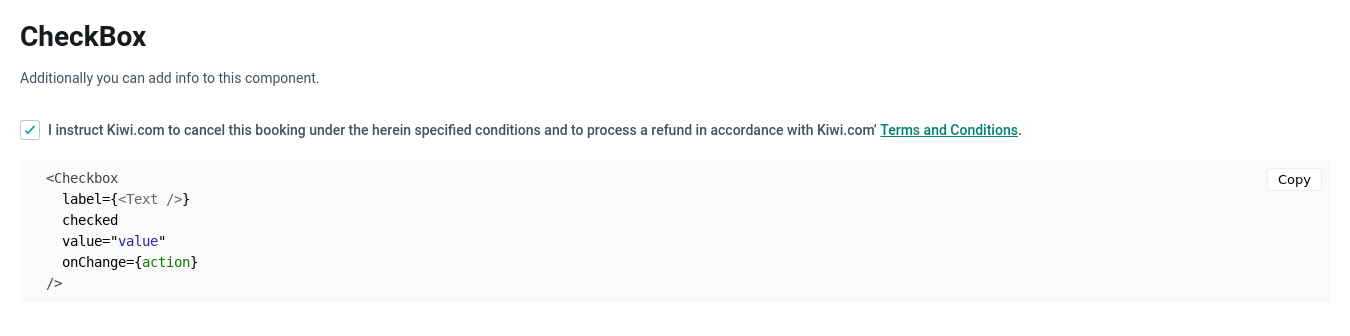 CheckBox
Additionally you can add info to this component.
I instruct Kiwi.com to cancel this booking under the herein specified conditions and to process a refund in accordance with Kiwi.com’ Terms and Conditions.
<Checkbox
Copy
label={<Text />}
checked
value="value"
onChange={action}
/>